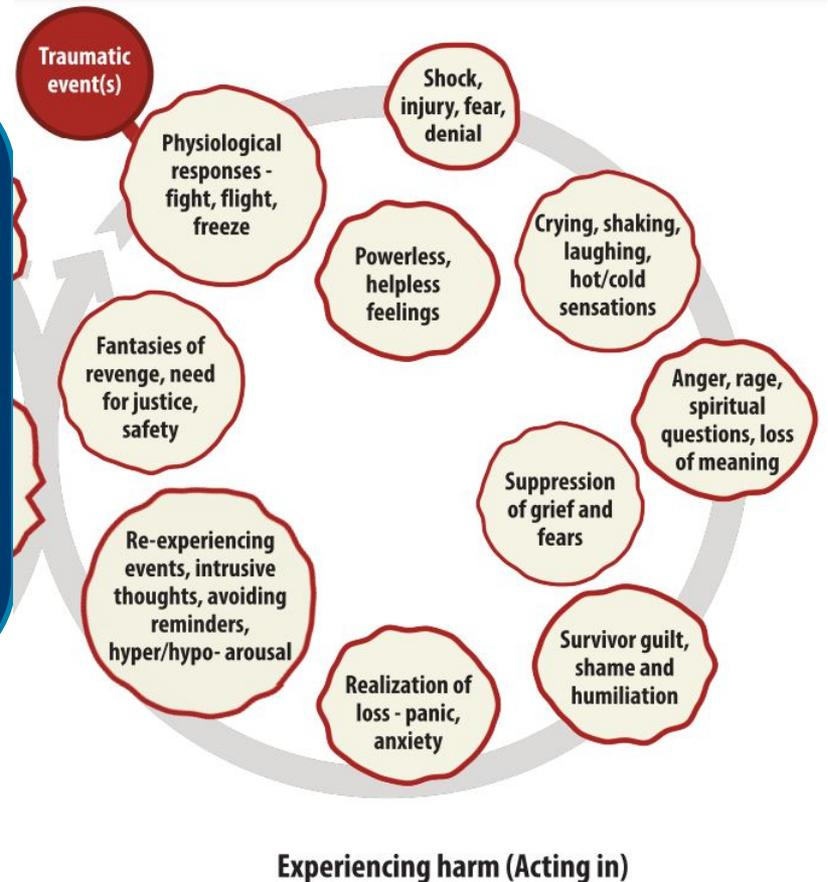 Traumatic
event(s)
Physiological
responses -
fight, flight,
freeze
Shock,
injury, fear,
denial
Powerless,
helpless
feelings
Crying, shaking,
laughing,
hot/cold
sensations
Anger, rage,
spiritual
questions, loss
of meaning
Suppression
of grief and
fears
Survivor guilt,
shame and
humiliation
Realization of
loss - panic,
anxiety
Re-experiencing
events, intrusive
thoughts, avoiding
reminders,
hyper/hypo- arousal
Fantasies of
revenge, need
for justice,
safety
Experiencing harm (Acting in)